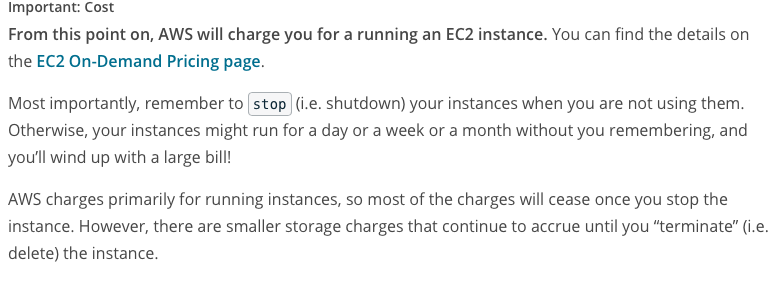 Important: Cost
From this point on, AWS will charge you for a running an EC2 instance. You can find the details on
the EC2 On-Demand Pricing page.
Most importantly, remember to stop (i.e. shutdown) your instances when you are not using them.
Otherwise, your instances might run for a day or a week or a month without you remembering, and
you’ll wind up with a large bill!
AWS charges primarily for running instances, so most of the charges will cease once you stop the
instance. However, there are smaller storage charges that continue to accrue until you “terminate” (i.e.
delete) the instance.